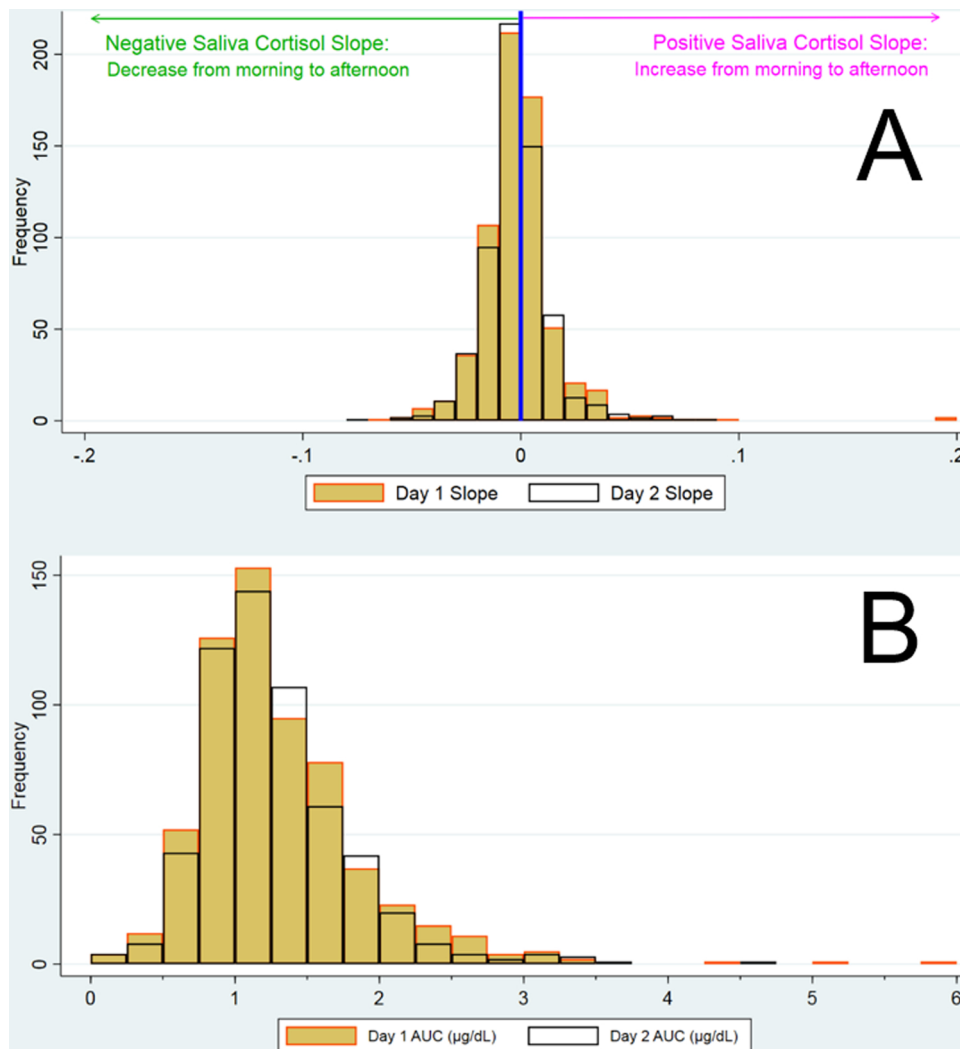 Negative Saliva Cortisol Slope:
Decrease from morning to afternoon
Positive Saliva Cortisol Slope:
Increase from morning to afternoon
A
Frequency
200
150
100
50
0
-.2
-.1
0
.1
.2
Day 1 Slope
Day 2 Slope
B
Frequency
150
100
50
0
0
1
2
3
4
5
6
Day 1 AUC (µg/dL)
Day 2 AUC (µg/dL)